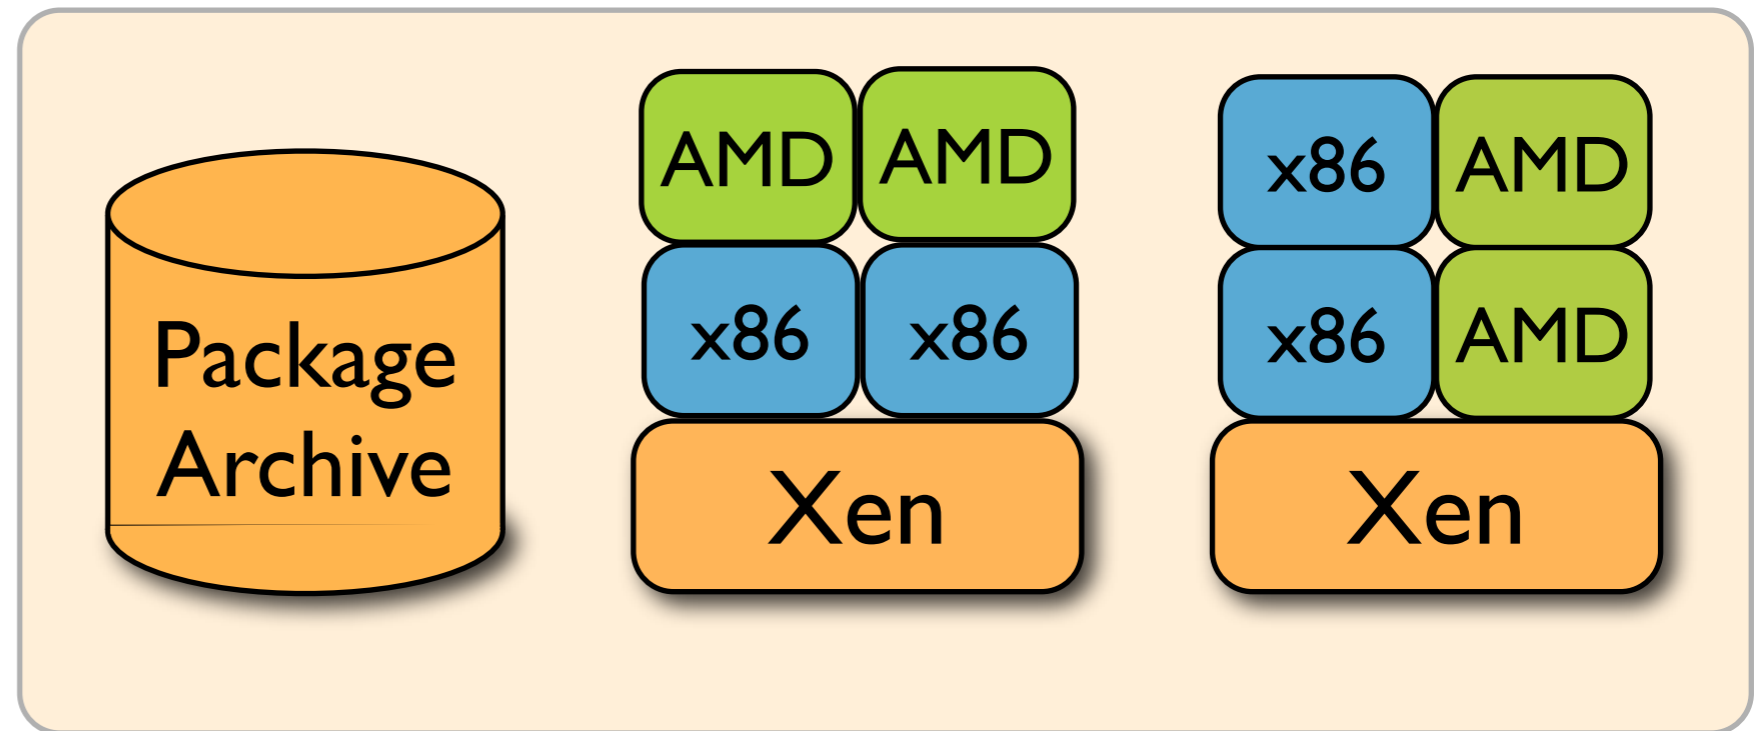 Package
Archive
AMD AMD
x86 x86
Xen
x86 AMD
x86 AMD
Xen